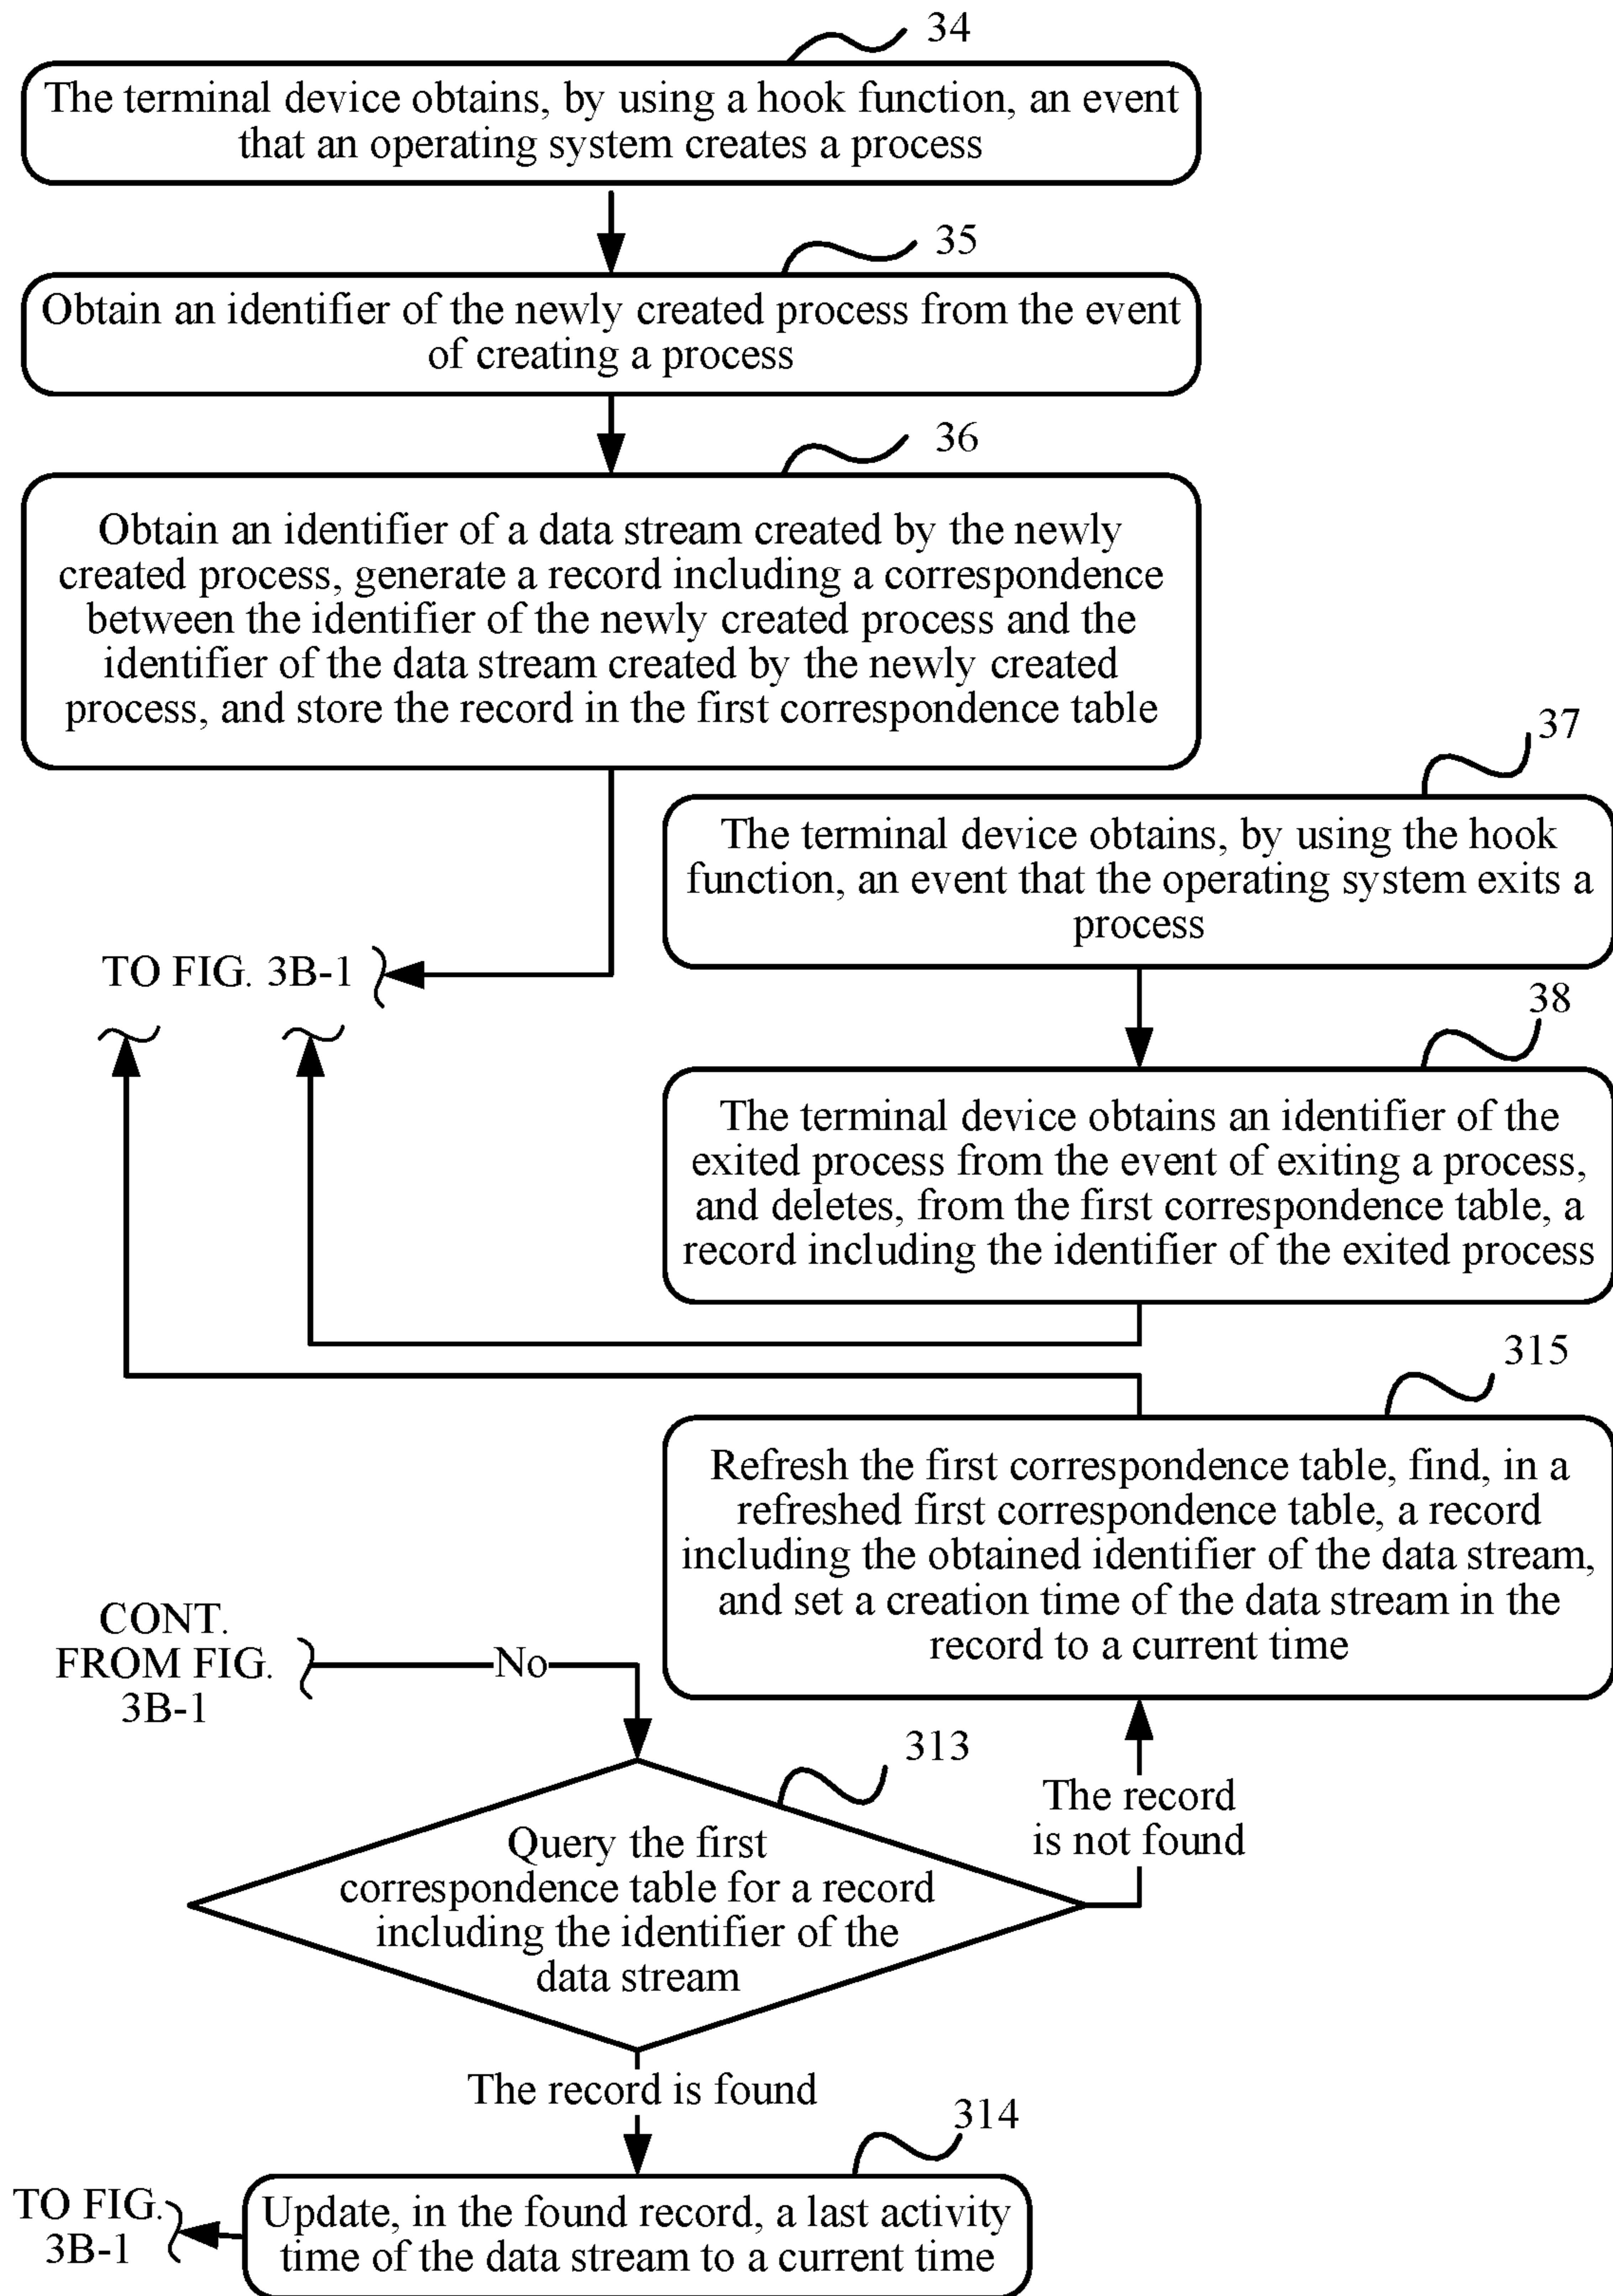 34
The terminal device obtains, by using a hook function, an event
that an operating system creates a process
35
Obtain an identifier of the newly created process from the event
of creating a process
36
Obtain an identifier of a data stream created by the newly
created process, generate a record including a correspondence
between the identifier of the newly created process and the
identifier of the data stream created by the newly created
process, and store the record in the first correspondence table
37
The terminal device obtains, by using the hook
function, an event that the operating system exits a
process
TO FIG. 3B-1
38
The terminal device obtains an identifier of the
exited process from the event of exiting a process,
and deletes, from the first correspondence table, a
record including the identifier of the exited process
315
Refresh the first correspondence table, find, in a
refreshed first correspondence table, a record
including the obtained identifier of the data stream,
and set a creation time of the data stream in the
record to a current time
CONT.
FROM FIG.
3B-1
No
313
The record
is not found
Query the first
correspondence table for a record
including the identifier of the
data stream
The record is found
314
TO FIG.
3B-1
Update, in the found record, a last activity
time of the data stream to a current time